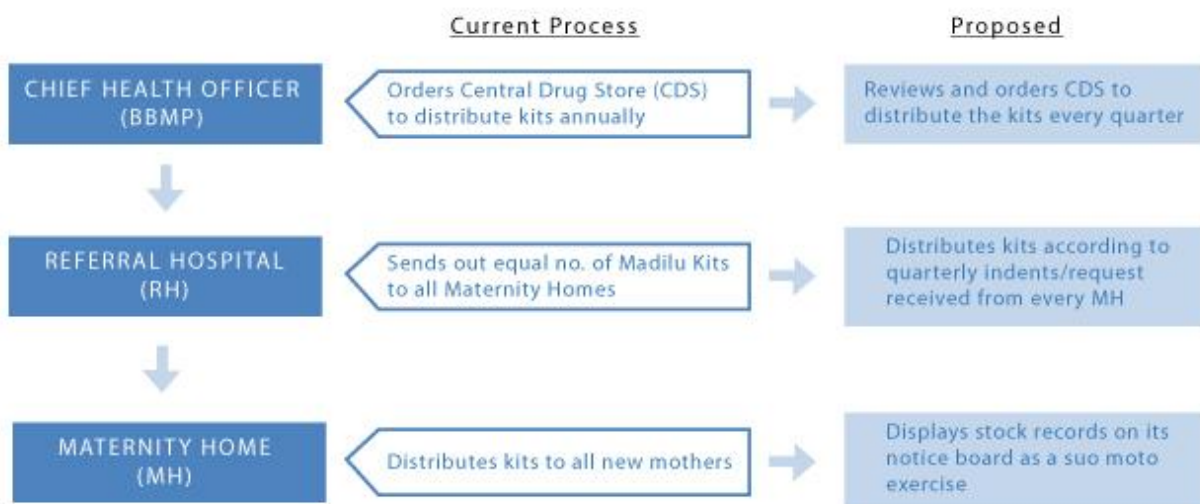 Current Process
Proposed
CHIEF HEALTH OFFICER
(BBMP)
Orders Central Drug Store (CDS)
to distribute kits annually
Reviews and orders CDS to
distribute the kits every quarter
REFERRAL HOSPITAL
(RH)
Sends out equal no. of Madilu Kits
to all Maternity Homes
Distributes kits according to
quarterly indents/request
received from every MH
MATERNITY HOME
(MH)
Distributes kits to all new mothers
Displays stock records on its
notice board as a suo moto
exercise